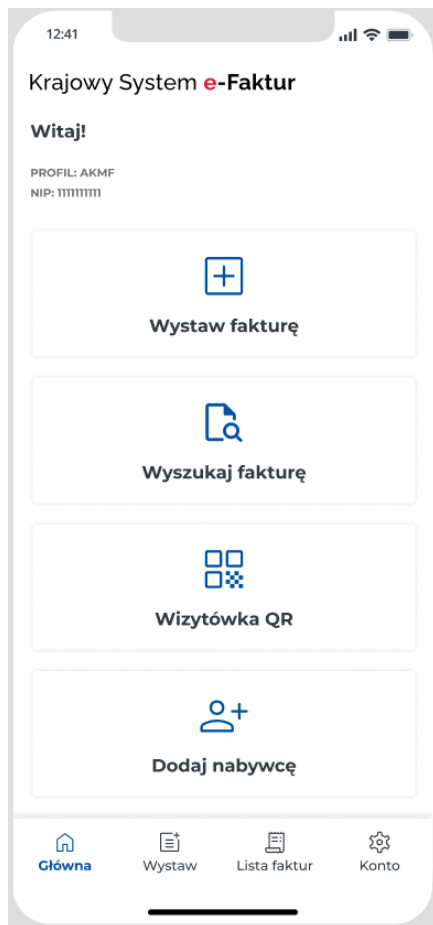 12:41
Krajowy System e-Faktur
Witaj!
PROFIL: AKMF
NIP: 1111111111
Wystaw fakturę
Wyszukaj fakturę
Wizytówka QR
Dodaj nabywcę
Główna Wystaw Lista faktur Konto